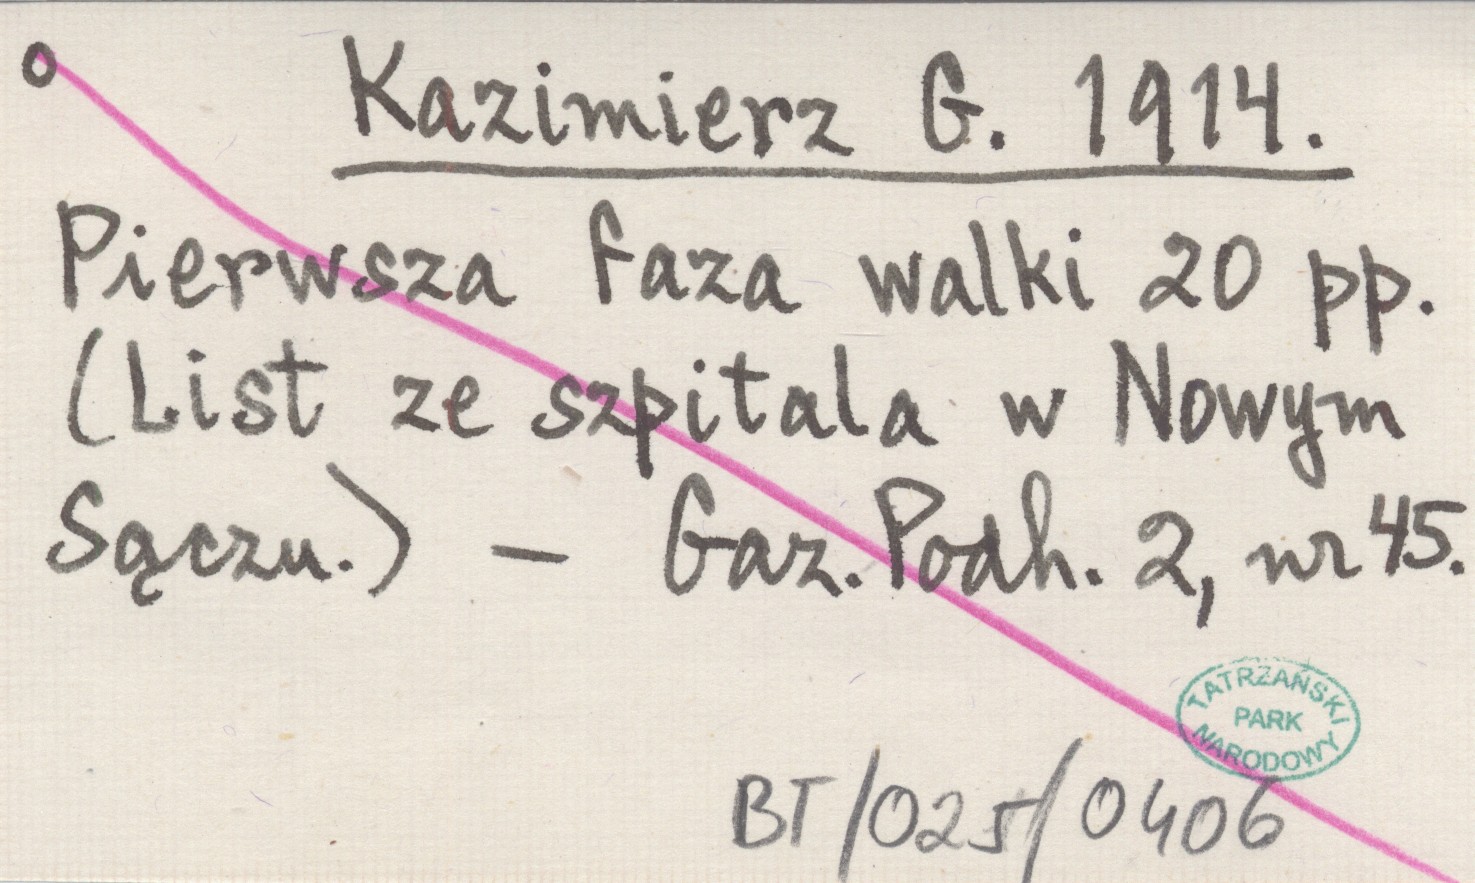 Kazimierz G. 1914.
Pierwsza faza walki 20 pp.
(List ze szpitala w Nowym
Sączu.) — Gaz. Podh. 2, nr 45.
TATRZAŃSKI
PARK
NARODOWY
BT/025/0406